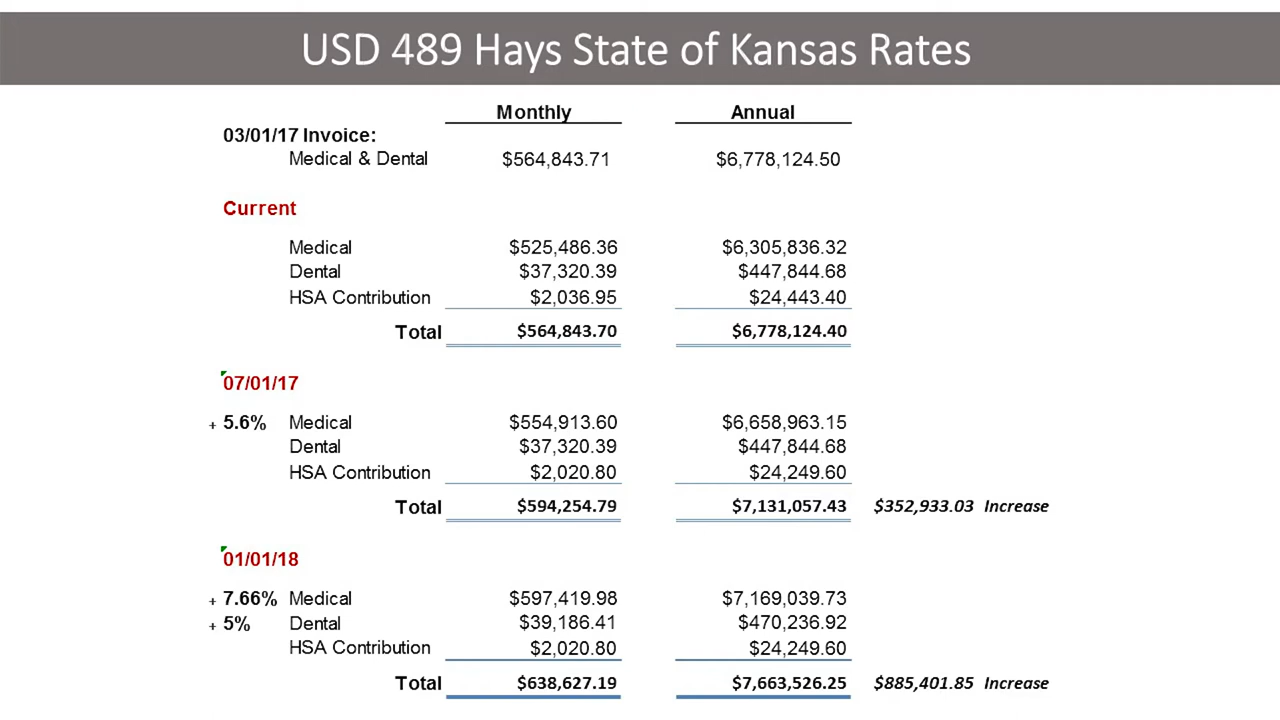 USD 489 Hays State of Kansas Rates
Monthly Annual
03/01/17 Invoice:
Medical & Dental $564,843.71 $6,778,124.50
Current
Medical $525,486.36 $6,305,836.32
Dental $37,320.39 $447,844.68
HSA Contribution $2,036.95 $24,443.40
Total $564,843.70 $6,778,124.40
07/01/17
+ 5.6% Medical $554,913.60 $6,658,963.15
Dental $37,320.39 $447,844.68
HSA Contribution $2,020.80 $24,249.60
Total $594,254.79 $7,131,057.43 $352,933.03 Increase
01/01/18
+ 7.66% Medical $597,419.98 $7,169,039.73
+ 5% Dental $39,186.41 $470,236.92
HSA Contribution $2,020.80 $24,249.60
Total $638,627.19 $7,663,526.25 $885,401.85 Increase